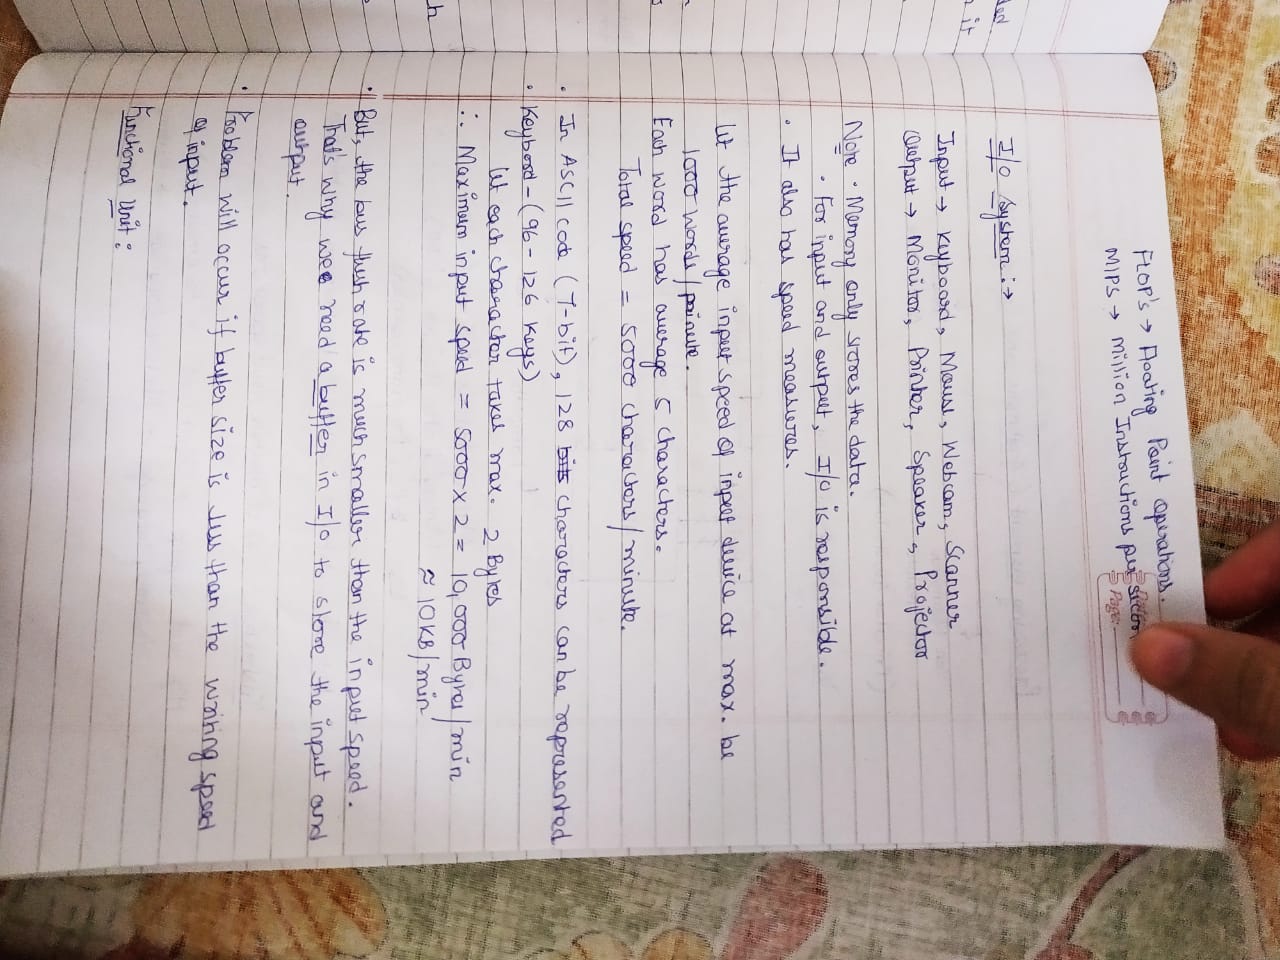 Date:
Page:
FLOP's → Floating Point operations.
MIPS → Million Instructions per
I/O System :→
Input → Keyboard, Mouse, Webcam, Scanner
Output → Monitor, Printer, Speaker, Projector
Note • Memory only stores the data.
• For input and output, I/O is responsible.
• It also has speed measures.
Let the average input speed of input device at max. be
1000 words/minute.
Each word has average 5 characters.
Total speed = 5000 characters/minute.
• In ASCII code (7-bit), 128 bits characters can be represented
• Keyboard - (96 - 126 keys)
let each character takes max. 2 Bytes
∴ Maximum input speed = 5000 x 2 = 10,000 Bytes/min
≈ 10KB/min
• But, the bus flush rate is much smaller than the input speed.
That's why we need a buffer in I/O to store the input and
output.
• Problem will occur if buffer size is less than the writing speed
of input.
Functional Unit :